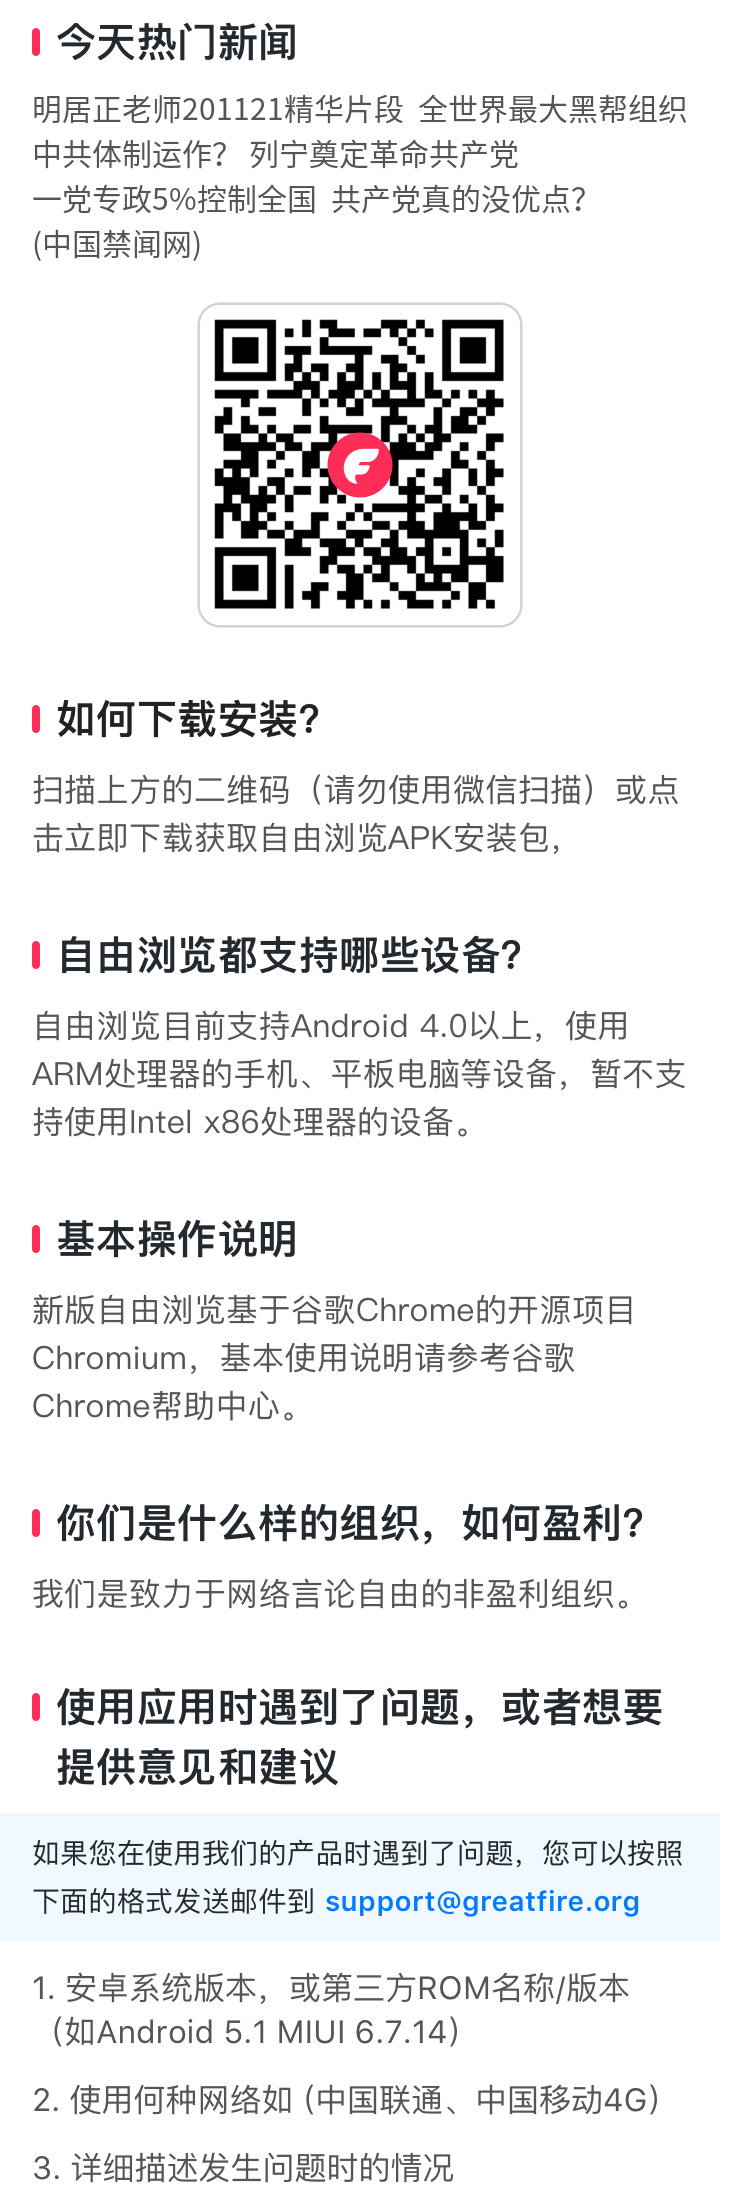 今天热门新闻
明居正老师201121精华片段 全世界最大黑帮组织
中共体制运作? 列宁奠定革命共产党
一党专政5%控制全国 共产党真的没优点?
(中国禁闻网)
如何下载安装?
扫描上方的二维码（请勿使用微信扫描）或点
击立即下载获取自由浏览APK安装包，
自由浏览都支持哪些设备?
自由浏览目前支持Android 4.0以上，使用
ARM处理器的手机、平板电脑等设备，暂不支
持使用Intel x86处理器的设备。
基本操作说明
新版自由浏览基于谷歌Chrome的开源项目
Chromium，基本使用说明请参考谷歌
Chrome帮助中心。
你们是什么样的组织，如何盈利?
我们是致力于网络言论自由的非盈利组织。
使用应用时遇到了问题，或者想要
提供意见和建议
如果您在使用我们的产品时遇到了问题，您可以按照
下面的格式发送邮件到 support@greatfire.org
1. 安卓系统版本，或第三方ROM名称/版本
（如Android 5.1 MIUI 6.7.14）
2. 使用何种网络如 (中国联通、中国移动4G）
3. 详细描述发生问题时的情况